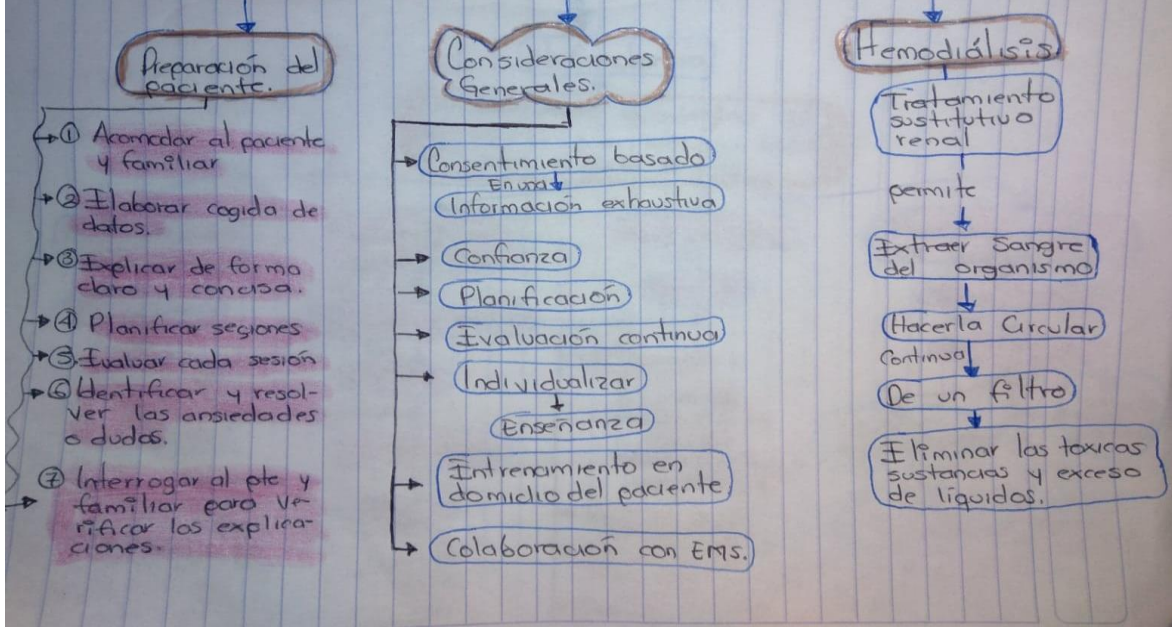 Preparación del
paciente.
① Acomodar al paciente
y familiar
② Elaborar cogida de
datos.
③ Explicar de forma
claro y concisa.
④ Planificar segiones
⑤. Evaluar cada sesión
⑥ Identificar y resol-
ver las ansiedades
o dudas.
⑦ Interrogar al pte y
familiar para ve-
rificar las explica-
ciones.
Consideraciones
Generales.
Consentimiento basado
En una
Información exhaustiva
Confianza
Planificación
Evaluación continua
Individualizar
Enseñanza
Entrenamiento en
domicilio del paciente
Colaboración con EMS.
Hemodiálisis
Tratamiento
sustitutivo
renal
permite
Extraer Sangre
del organismo
Hacerla Circular
Continua
De un filtro
Eliminar las toxicas
sustancias y exceso
de líquidos.